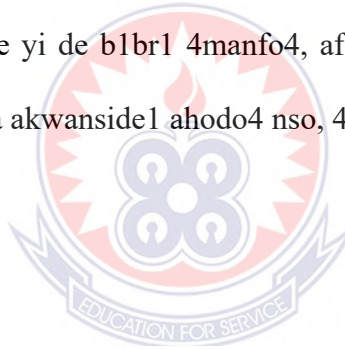 e yi de b1br1 4manfo4, af
a akwanside1 ahodo4 nso, 4
EDUCATION FOR SERVICE